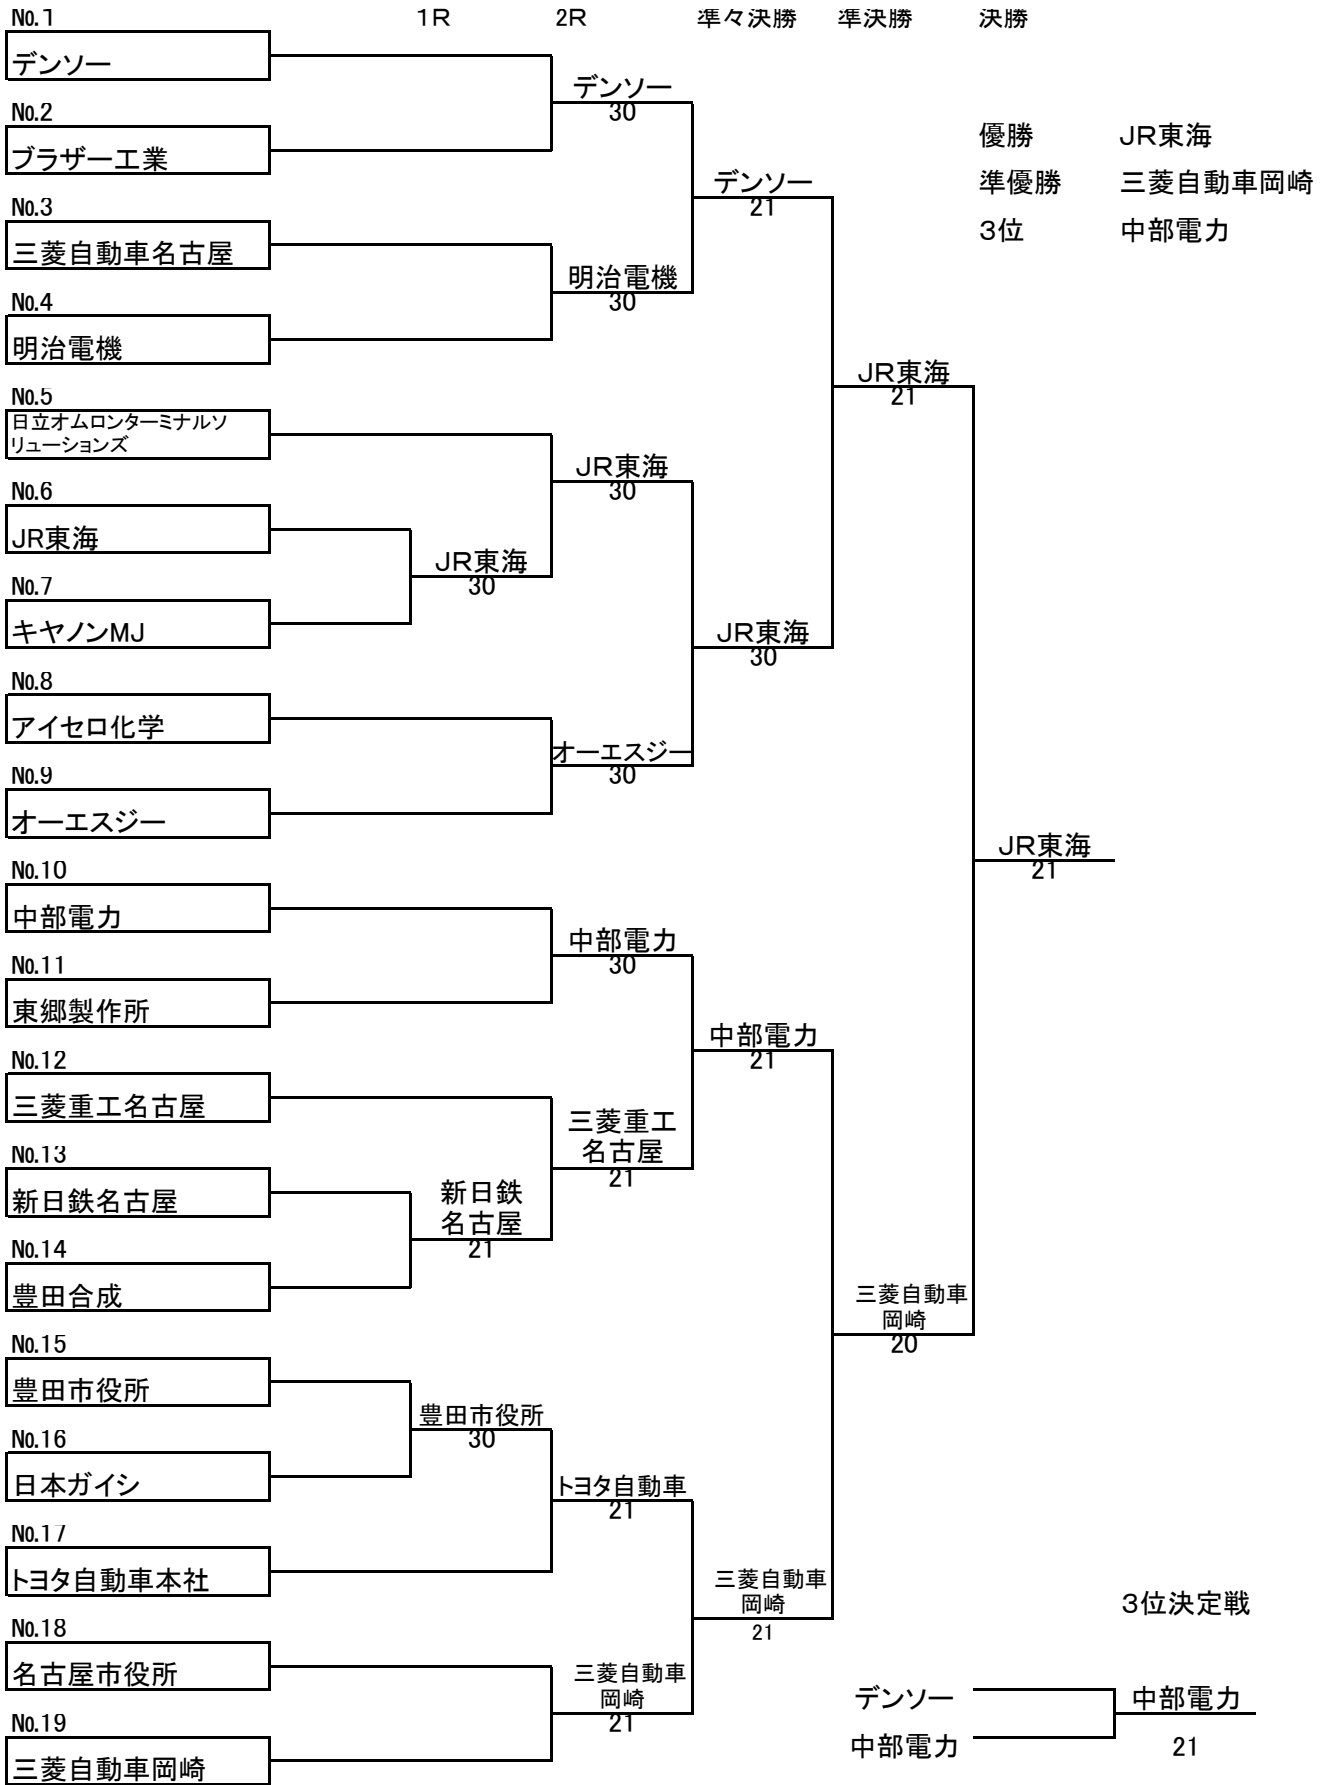 No.1 1R 2R 準々決勝 準決勝 決勝
デンソー
デンソー
No.2 30
優勝 JR東海
ブラザー工業
準優勝 三菱自動車岡崎
デンソー
No.3 21
3位 中部電力
三菱自動車名古屋
明治電機
No.4 30
明治電機
JR東海
No.5 21
日立オムロンターミナルソ
リューションズ
JR東海
No.6 30
JR東海
JR東海
No.7 30
キヤノンMJ
JR東海
30
No.8
アイセロ化学
オーエスジー
No.9 30
オーエスジー
JR東海
No.10 21
中部電力
中部電力
No.11 30
東郷製作所
中部電力
No.12 21
三菱重工名古屋
三菱重工
名古屋
No.13 21
新日鉄名古屋
新日鉄
名古屋
No.14 21
豊田合成
三菱自動車
岡崎
No.15 20
豊田市役所
豊田市役所
No.16 30
日本ガイシ
トヨタ自動車
No.17 21
トヨタ自動車本社
三菱自動車
岡崎
3位決定戦
No.18 21
名古屋市役所
三菱自動車
岡崎
デンソー 中部電力
No.19 21
中部電力 21
三菱自動車岡崎